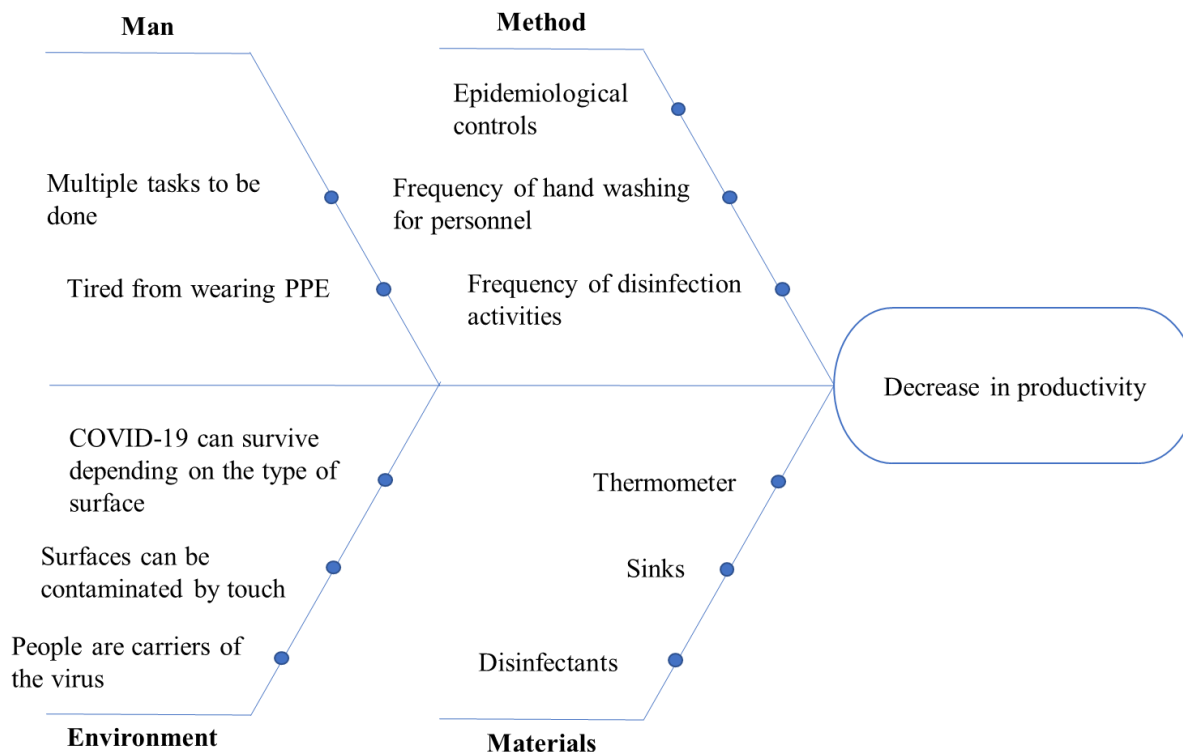 Man
Method
Epidemiological
controls
Multiple tasks to be
done
Frequency of hand washing
for personnel
Tired from wearing PPE
Frequency of disinfection
activities
Decrease in productivity
COVID-19 can survive
depending on the type of
surface
Thermometer
Surfaces can be
contaminated by touch
Sinks
People are carriers of
the virus
Disinfectants
Environment
Materials